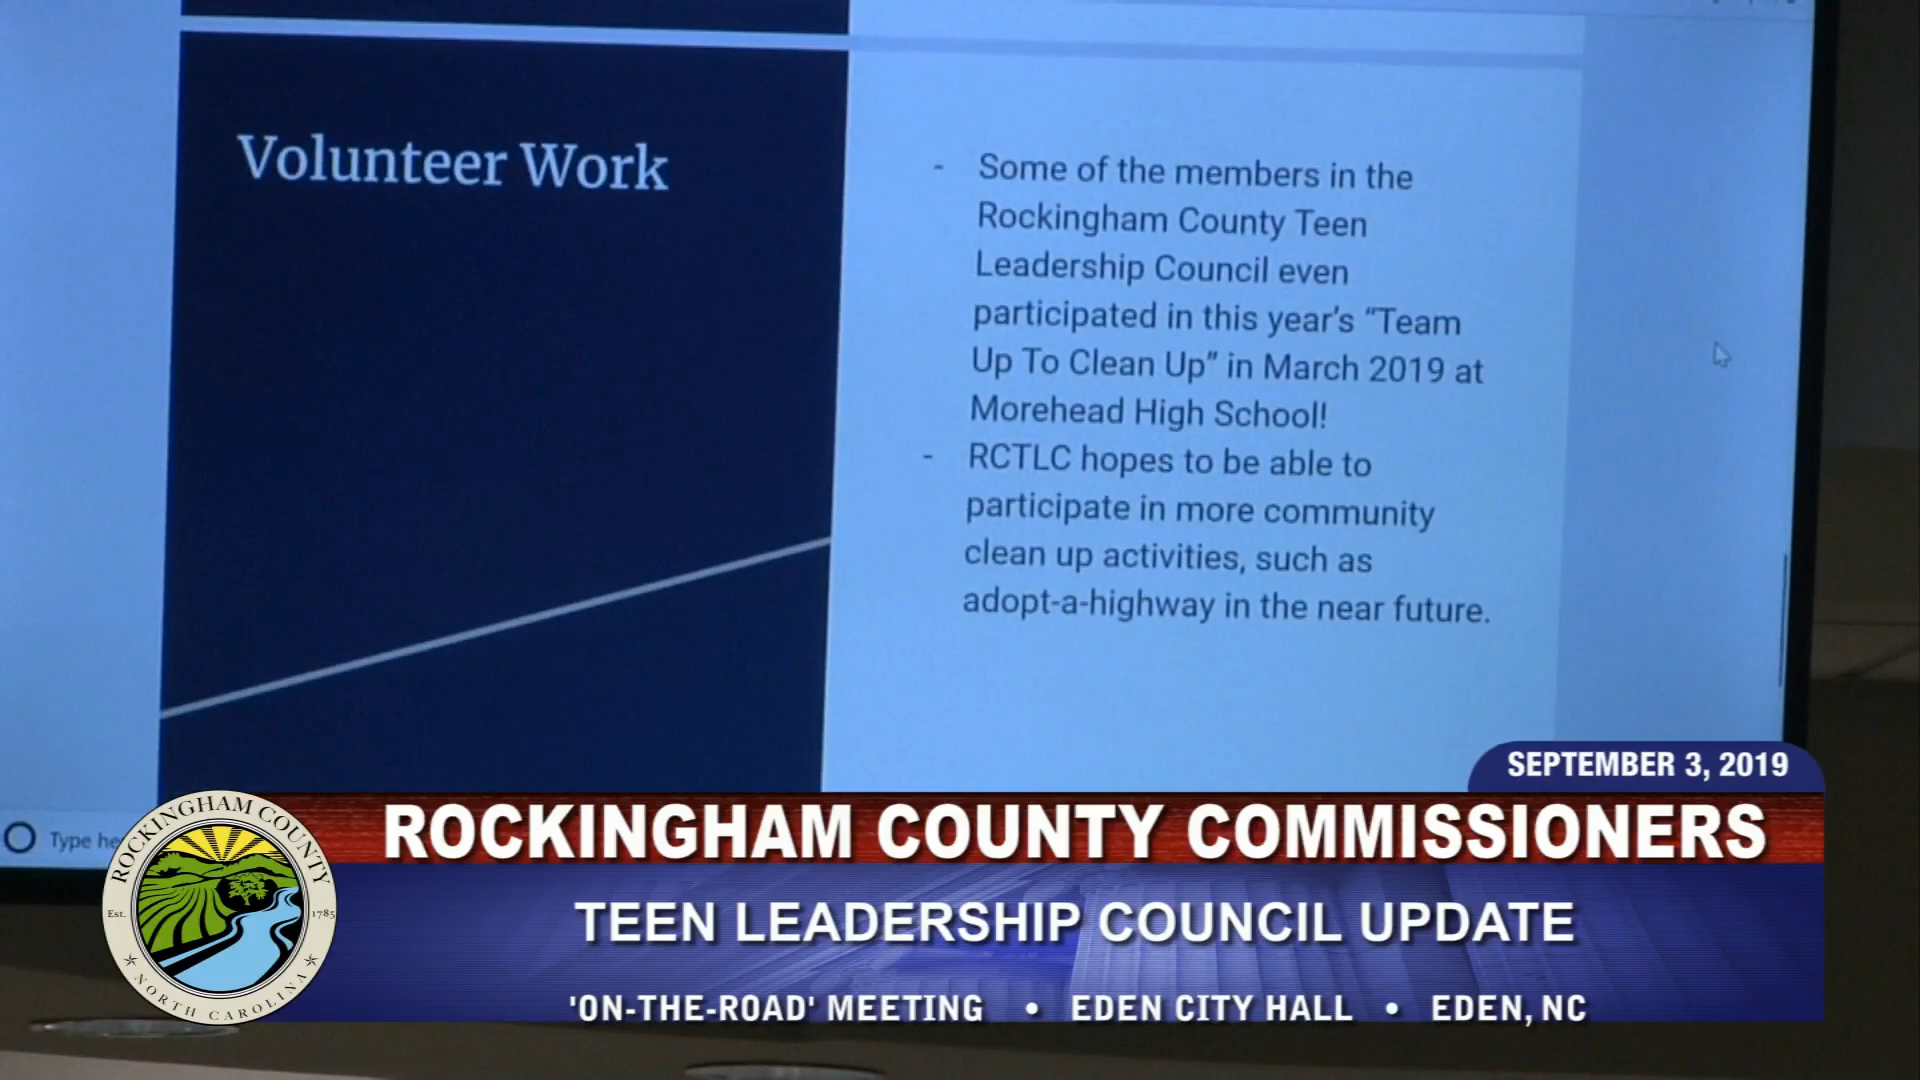 Volunteer Work
- Some of the members in the
Rockingham County Teen
Leadership Council even
participated in this year's “Team
Up To Clean Up” in March 2019 at
Morehead High School!
- RCTLC hopes to be able to
participate in more community
clean up activities, such as
adopt-a-highway in the near future.
SEPTEMBER 3, 2019
ROCKINGHAM COUNTY COMMISSIONERS
TEEN LEADERSHIP COUNCIL UPDATE
'ON-THE-ROAD' MEETING • EDEN CITY HALL • EDEN, NC
Type
ROCKINGHAM COUNTY
Est. 1785
NORTH CAROLINA